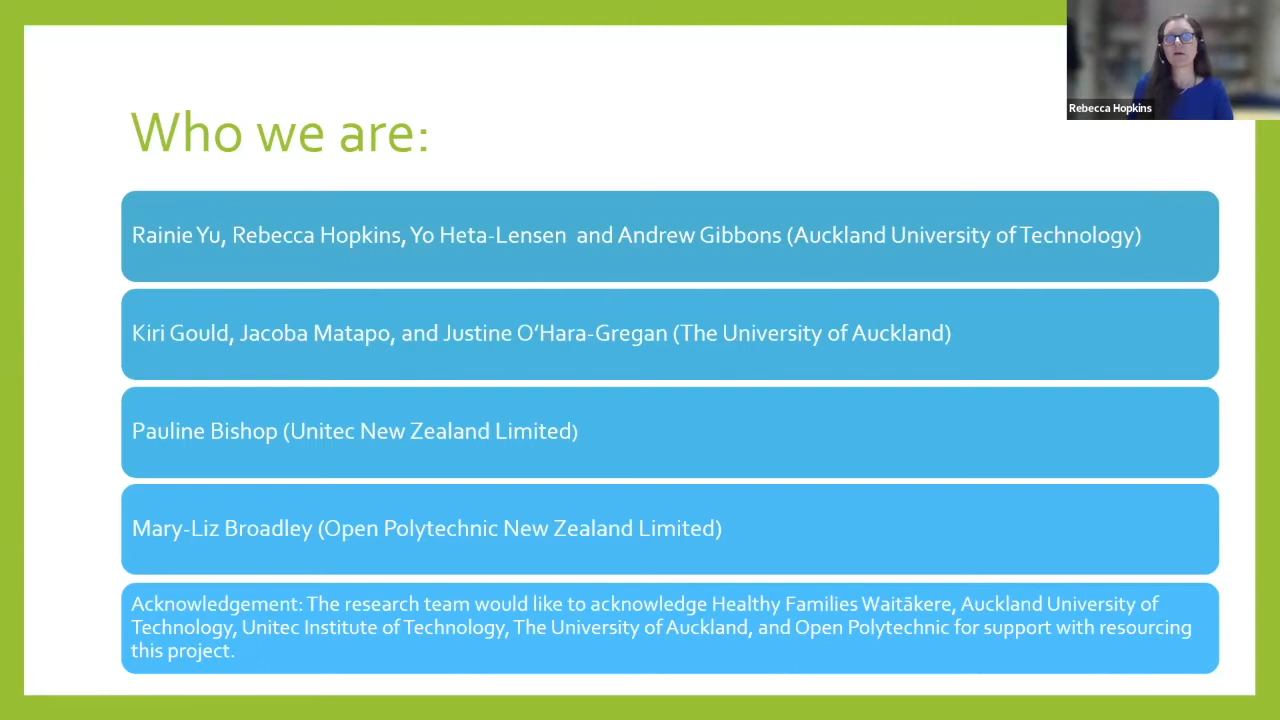 Rebecca Hopkins
Who we are:
Rainie Yu, Rebecca Hopkins, Yo Heta-Lensen and Andrew Gibbons (Auckland University of Technology)
Kiri Gould, Jacoba Matapo, and Justine O’Hara-Gregan (The University of Auckland)
Pauline Bishop (Unitec New Zealand Limited)
Mary-Liz Broadley (Open Polytechnic New Zealand Limited)
Acknowledgement: The research team would like to acknowledge Healthy Families Waitākere, Auckland University of
Technology, Unitec Institute of Technology, The University of Auckland, and Open Polytechnic for support with resourcing
this project.